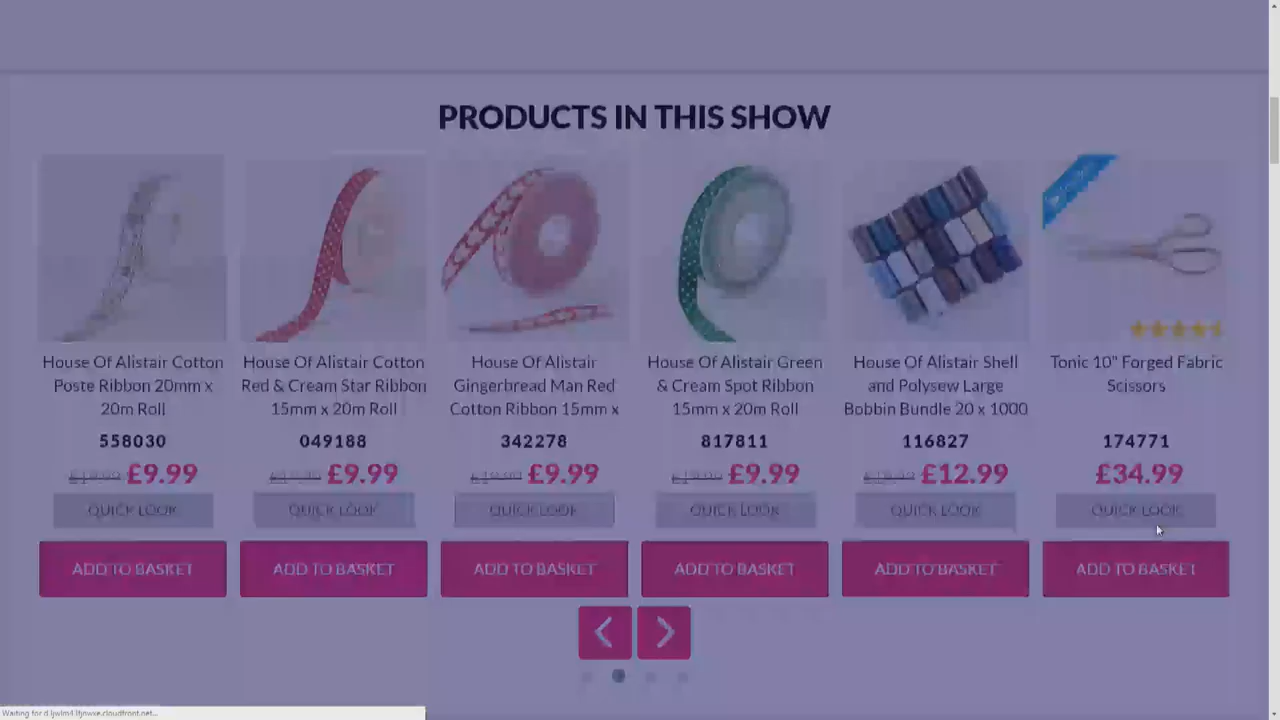 PRODUCTS IN THIS SHOW
House Of Alistair Cotton
Poste Ribbon 20mm x
20m Roll
558030
£9.99
QUICK LOOK
ADD TO BASKET
House Of Alistair Cotton
Red & Cream Star Ribbon
15mm x 20m Roll
049188
£9.99
QUICK LOOK
ADD TO BASKET
House Of Alistair
Gingerbread Man Red
Cotton Ribbon 15mm x
342278
£9.99
QUICK LOOK
ADD TO BASKET
House Of Alistair Green
& Cream Spot Ribbon
15mm x 20m Roll
817811
£9.99
QUICK LOOK
ADD TO BASKET
House Of Alistair Shell
and Polysew Large
Bobbin Bundle 20 x 1000
116827
£12.99
QUICK LOOK
ADD TO BASKET
Tonic 10" Forged Fabric
Scissors
174771
£34.99
QUICK LOOK
ADD TO BASKET
Waiting for